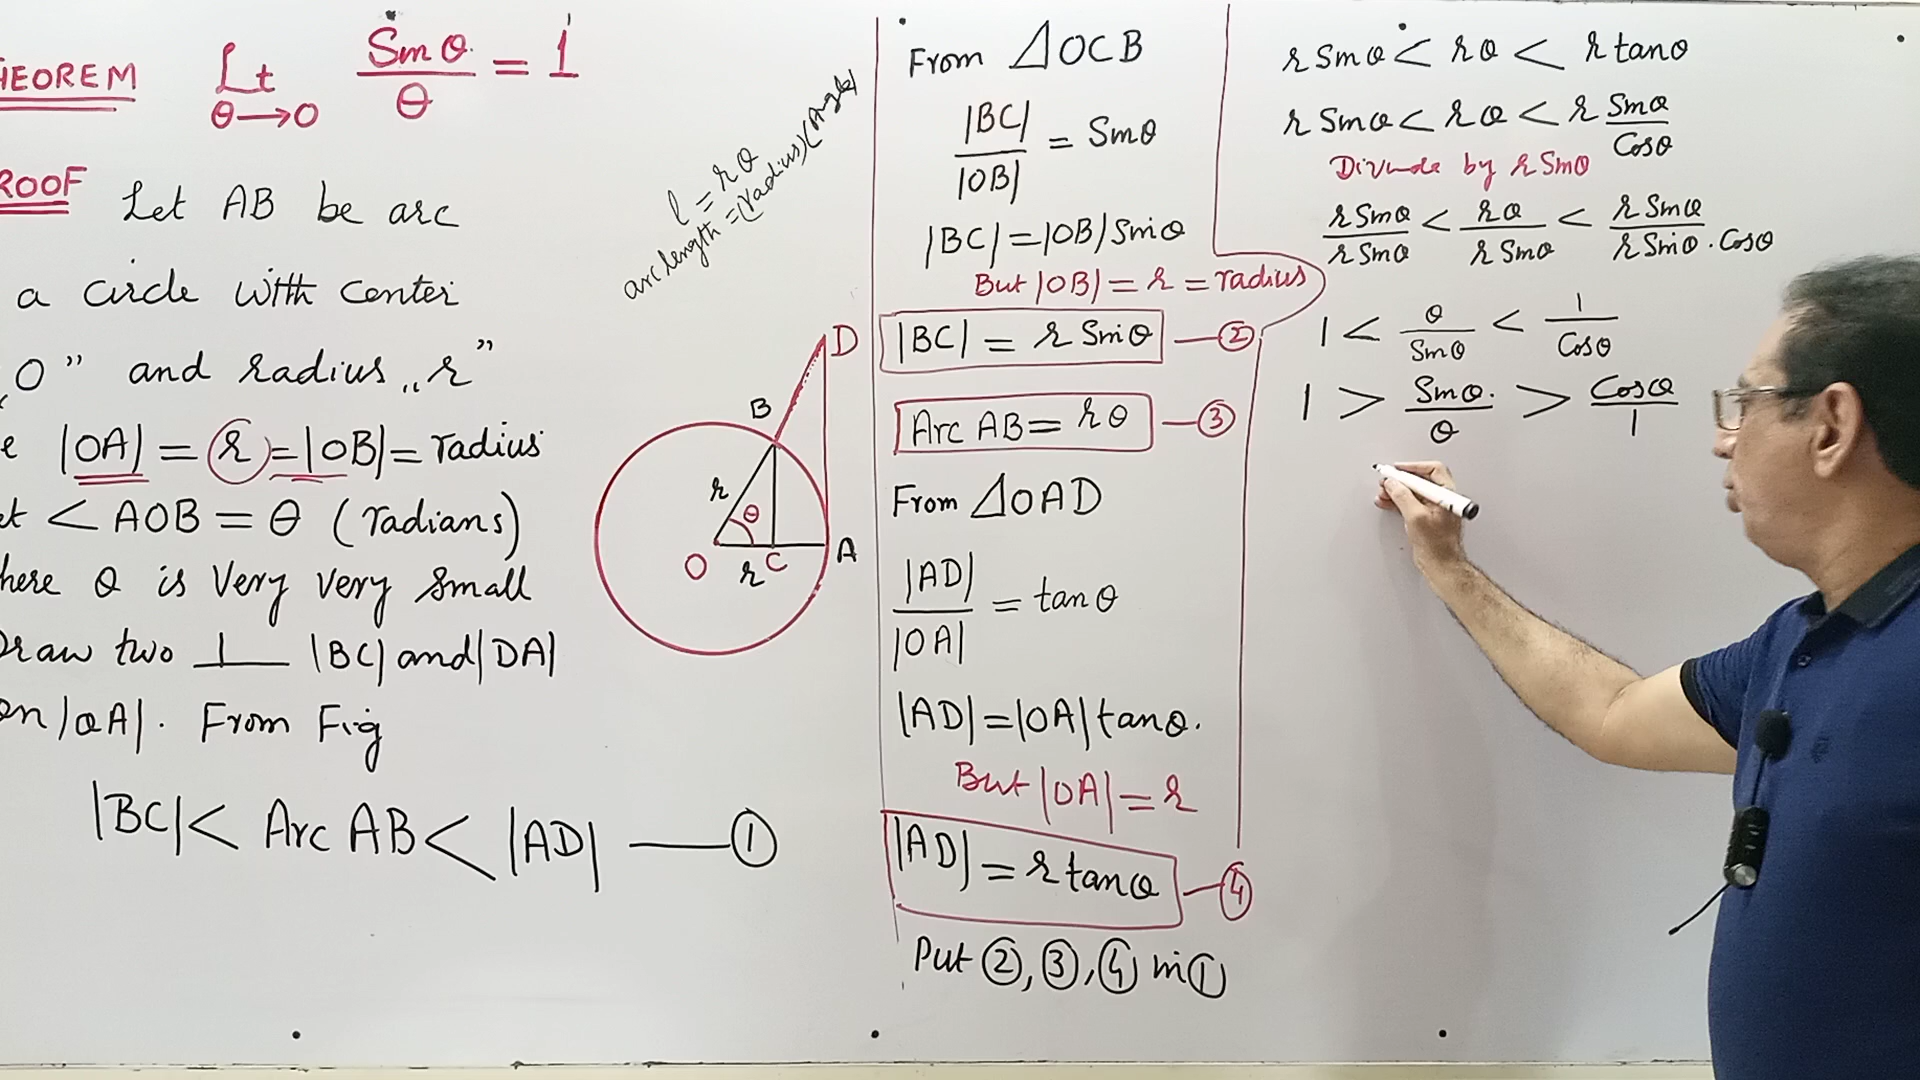 HEOREM Lt θ→0 Sinθ/θ = 1
ROOF Let AB be arc
a circle with center
"O" and radius "r"
e |OA| = r = |OB| = radius
et <AOB = θ (radians)
here θ is very very small
Draw two ⊥ |BC| and |DA|
on |OA|. From Fig
|BC| < Arc AB < |AD| — ①
l = rθ
arc length = (radius)(Angle)
D
B
r
θ
O
r
C
A
From △OCB
|BC|/|OB| = Sinθ
|BC| = |OB| Sinθ
But |OB| = r = radius
|BC| = r Sinθ — ②
Arc AB = rθ — ③
From △OAD
|AD|/|OA| = tanθ
|AD| = |OA| tanθ.
But |OA| = r
|AD| = r tanθ — ④
Put ②, ③, ④ in ①
r Sinθ < rθ < r tanθ
r Sinθ < rθ < r Sinθ/Cosθ
Divide by r Sinθ
r Sinθ/r Sinθ < rθ/r Sinθ < r Sinθ/r Sinθ . Cosθ
1 < θ/Sinθ < 1/Cosθ
1 > Sinθ/θ > Cosθ/1